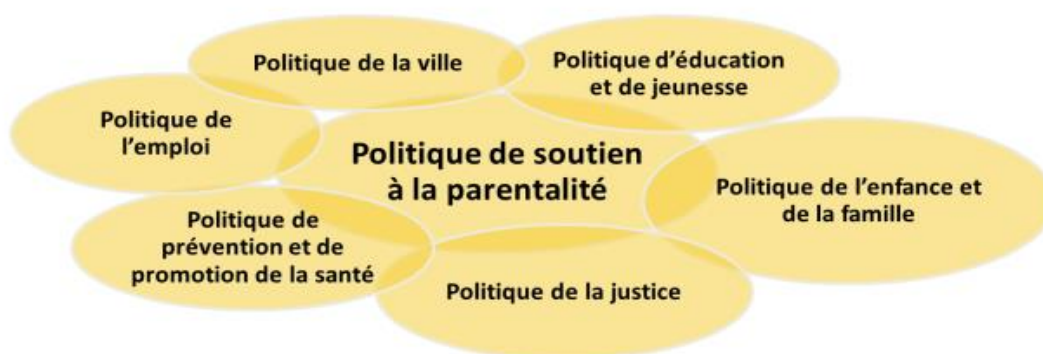 Politique de la ville
Politique d’éducation
et de jeunesse
Politique de
l’emploi
Politique de soutien
à la parentalité
Politique de l’enfance et
de la famille
Politique de
prévention et de
promotion de la santé
Politique de la justice